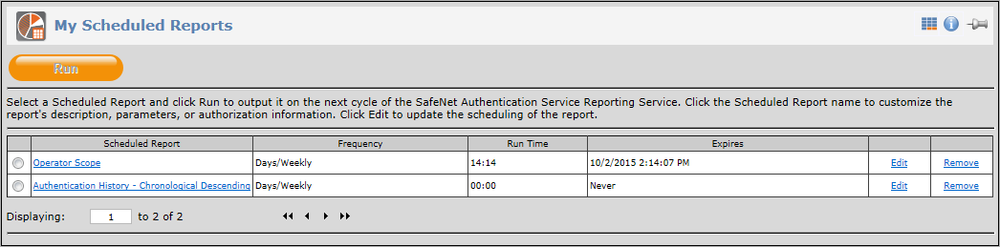 My Scheduled Reports
Run
Select a Scheduled Report and click Run to output it on the next cycle of the SafeNet Authentication Service Reporting Service. Click the Scheduled Report name to customize the
report's description, parameters, or authorization information. Click Edit to update the scheduling of the report.
Scheduled Report Frequency Run Time Expires
Operator Scope Days/Weekly 14:14 10/2/2015 2:14:07 PM Edit Remove
Authentication History - Chronological Descending Days/Weekly 00:00 Never Edit Remove
Displaying: 1 to 2 of 2